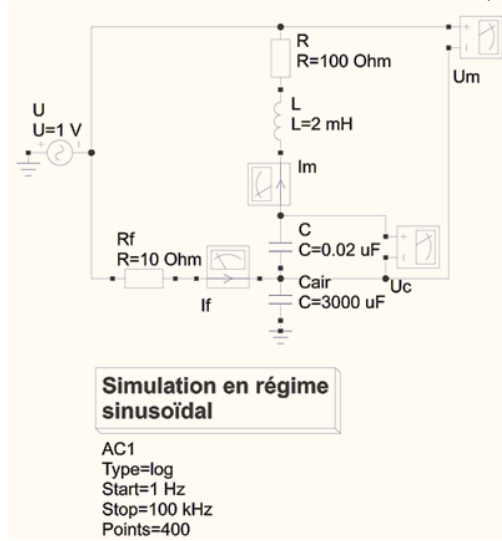 R
R=100 Ohm
Um
L
L=2 mH
U
U=1 V
Im
C
C=0.02 uF
Rf
R=10 Ohm
Uc
Cair
C=3000 uF
If
Simulation en régime
sinusoïdal
AC1
Type=log
Start=1 Hz
Stop=100 kHz
Points=400